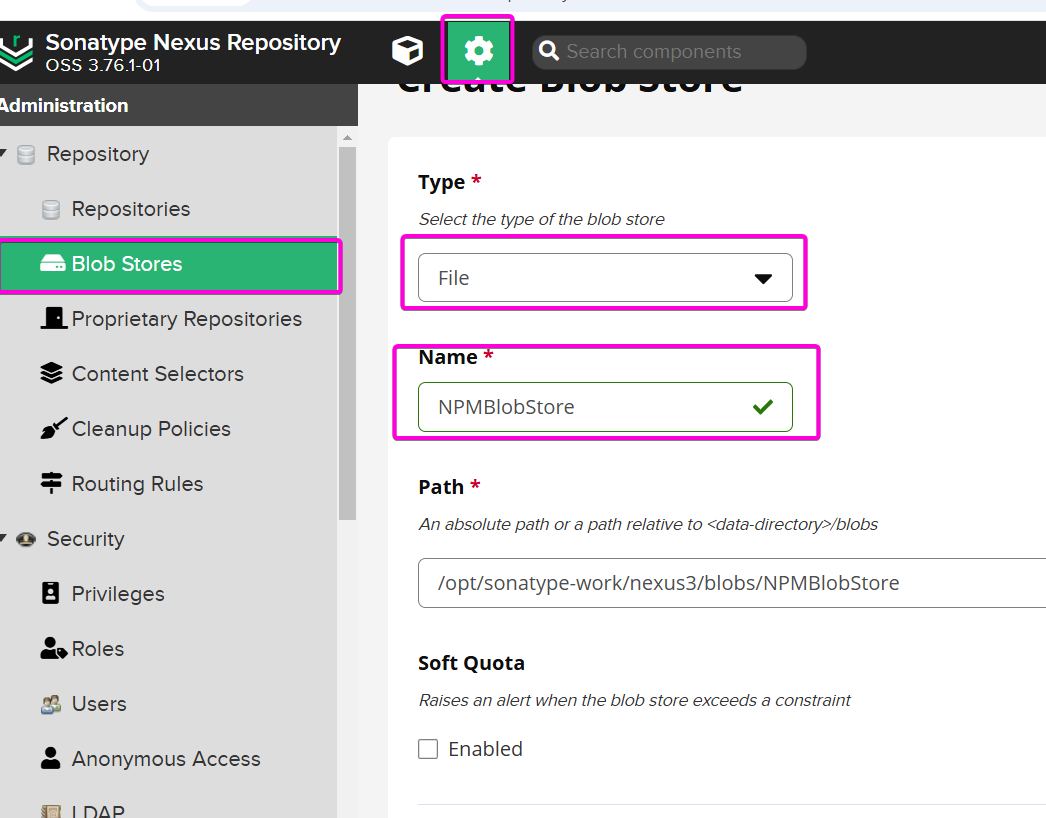 Sonatype Nexus Repository
OSS 3.76.1-01
Search components
Administration
Repository
Repositories
Blob Stores
Proprietary Repositories
Content Selectors
Cleanup Policies
Routing Rules
Security
Privileges
Roles
Users
Anonymous Access
LDAP
Create Blob Store
Type *
Select the type of the blob store
File
Name *
NPMBlobStore
Path *
An absolute path or a path relative to <data-directory>/blobs
/opt/sonatype-work/nexus3/blobs/NPMBlobStore
Soft Quota
Raises an alert when the blob store exceeds a constraint
Enabled